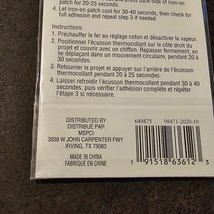 patch for 20-25 seconds.
4. Let iron-on patch cool for 30-40 seconds, then check for
full adhesion and repeat step 3 if needed.
Instructions:
1. Préchauffer le fer au réglage coton et désactiver la vapeur.
2. Positionner l'écusson thermocollant sur le côté droit du
projet et couvrir avec un chiffon. Repasser fermement, en
se déplaçant dans un mouvement circulaire, pendant 30 à
40 secondes.
3. Retourner le projet et appuyer sur l'écusson
thermocollant pendant 20 à 25 secondes.
4. Laisser refroidir l'écusson thermocollant pendant 30 à 40
secondes, puis vérifier l'adhésion complète et répéter
l'étape 3 si nécessaire.
DISTRIBUTED BY
DISTRIBUE PAR
MSPCI
3939 W JOHN CARPENTER FWY
IRVING, TX 75063
MADE IN CHINA
FABRIQUÉ EN CHINE
649875 98471-2020-10
1 91518 63612 3